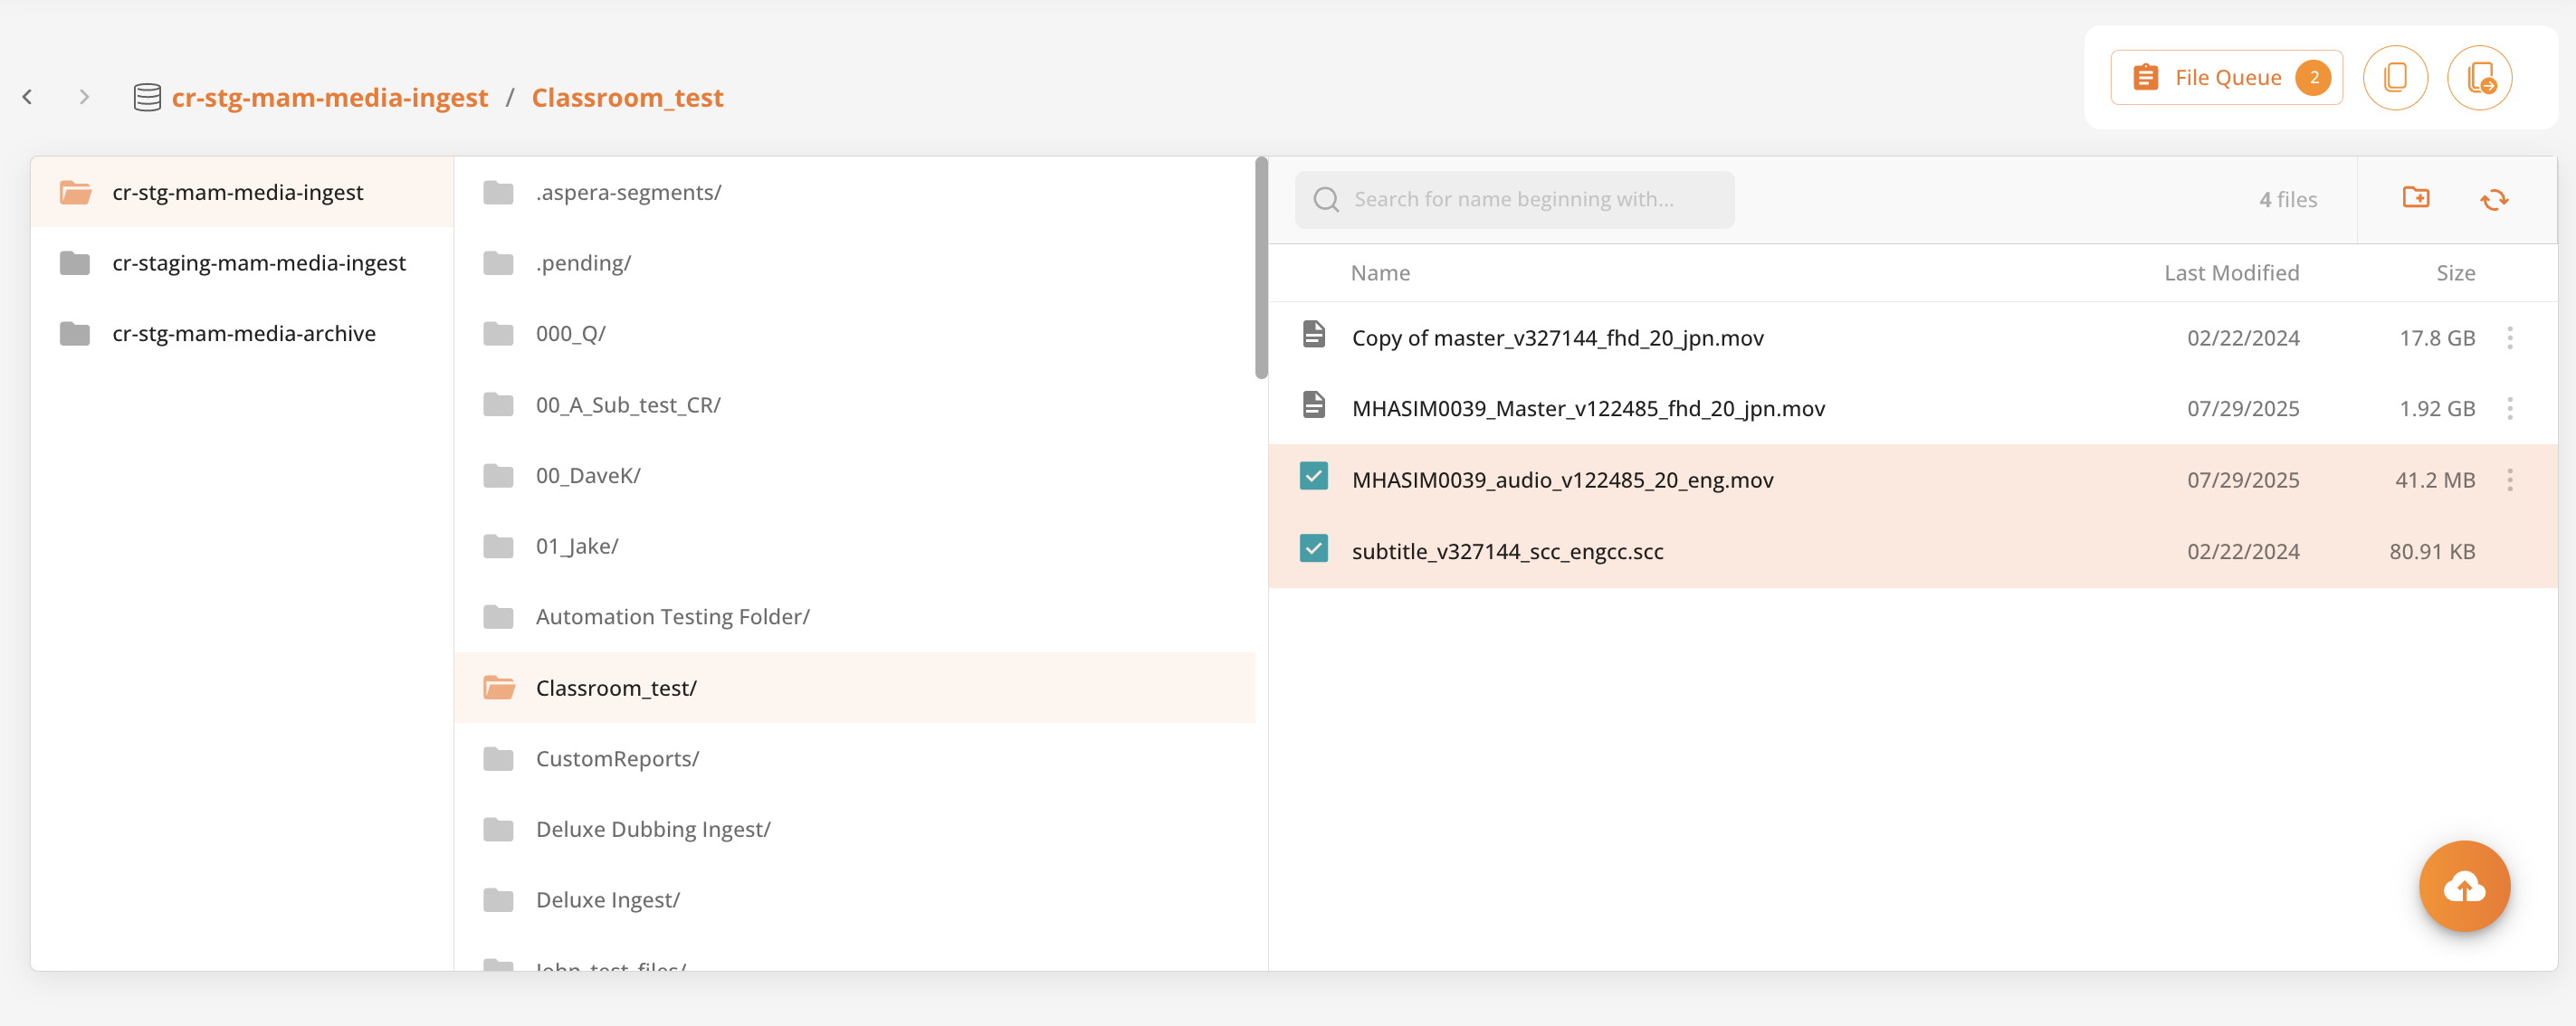 cr-stg-mam-media-ingest / Classroom_test
File Queue 2
cr-stg-mam-media-ingest
cr-staging-mam-media-ingest
cr-stg-mam-media-archive
.aspera-segments/
.pending/
000_Q/
00_A_Sub_test_CR/
00_DaveK/
01_Jake/
Automation Testing Folder/
Classroom_test/
CustomReports/
Deluxe Dubbing Ingest/
Deluxe Ingest/
John_test_files/
Search for name beginning with...
4 files
Name Last Modified Size
Copy of master_v327144_fhd_20_jpn.mov 02/22/2024 17.8 GB
MHASIM0039_Master_v122485_fhd_20_jpn.mov 07/29/2025 1.92 GB
MHASIM0039_audio_v122485_20_eng.mov 07/29/2025 41.2 MB
subtitle_v327144_scc_engcc.scc 02/22/2024 80.91 KB